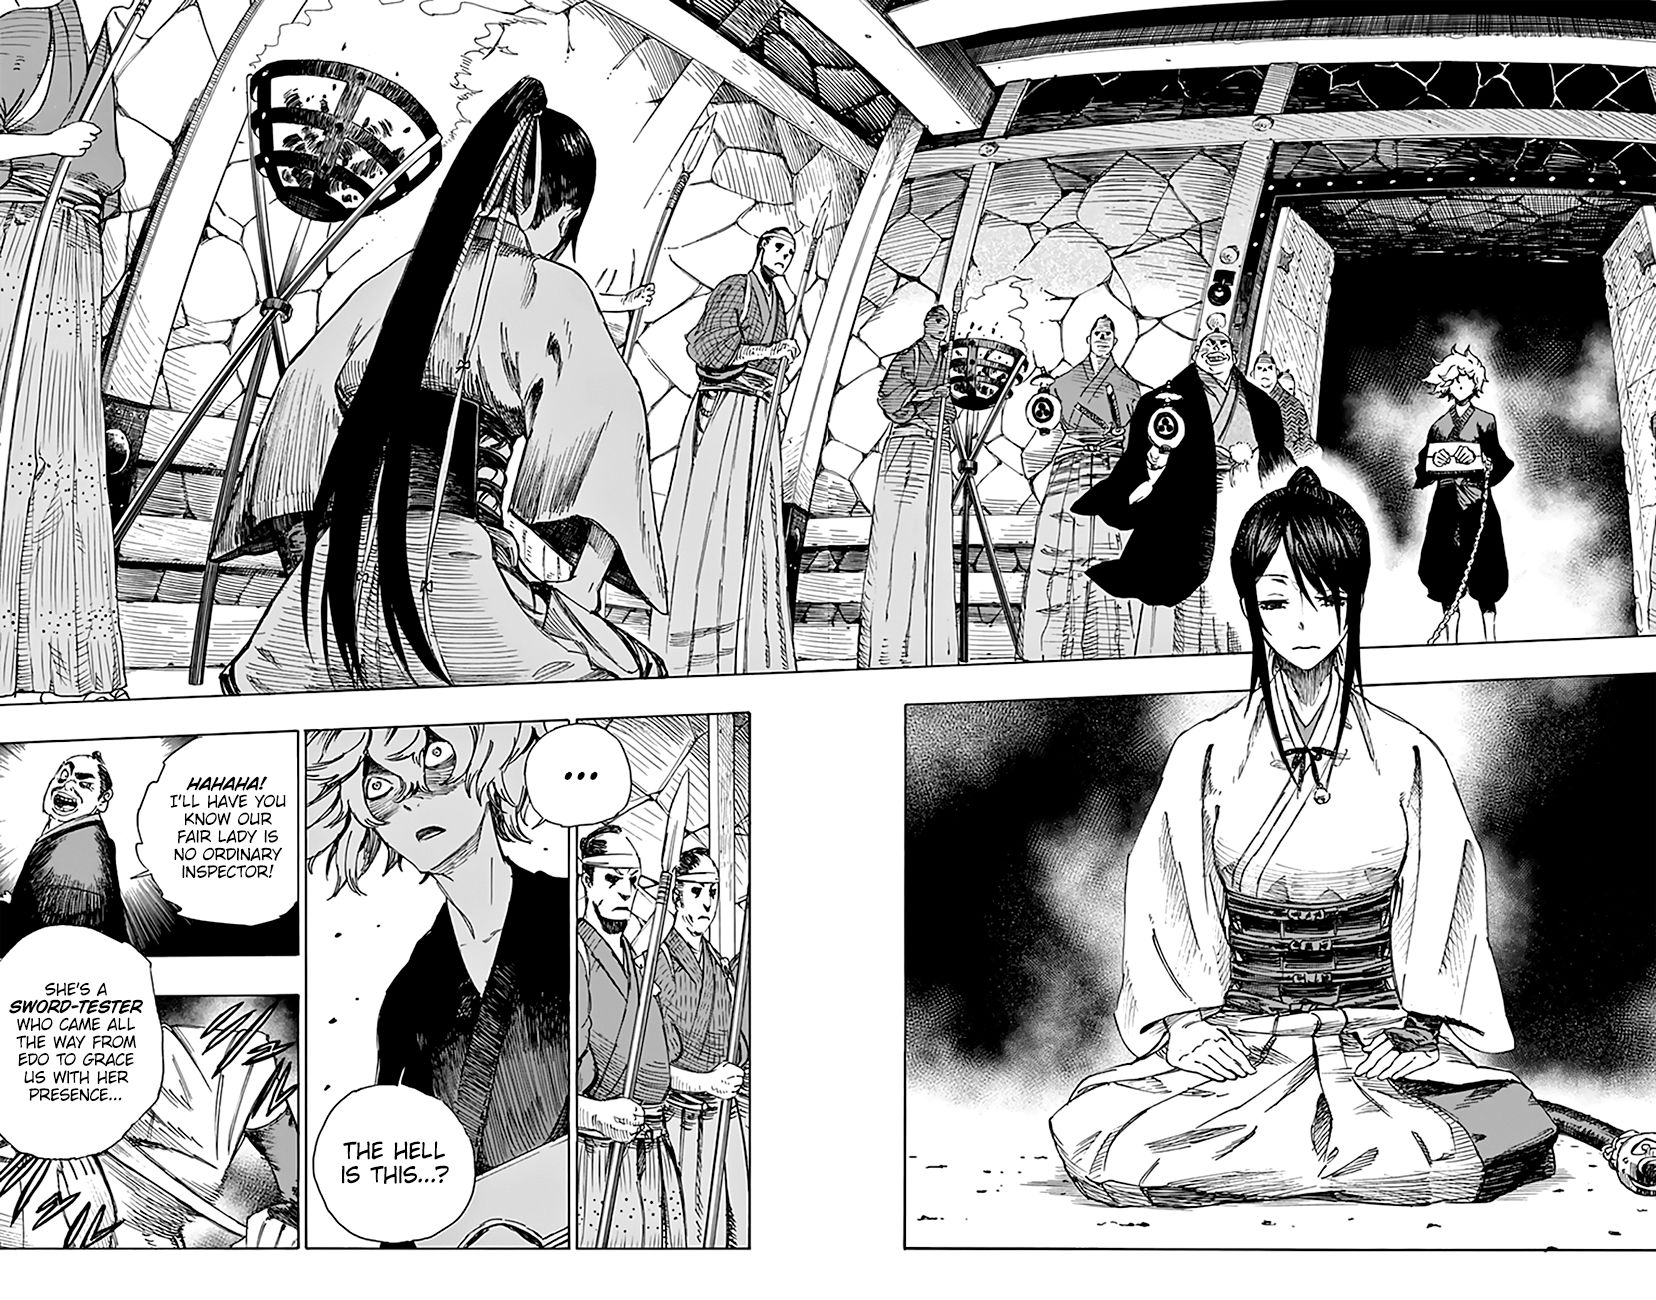 ...
THE HELL
IS THIS...?
HAHAHA!
I'LL HAVE YOU
KNOW OUR
FAIR LADY IS
NO ORDINARY
INSPECTOR!
SHE'S A
SWORD-TESTER
WHO CAME ALL
THE WAY FROM
EDO TO GRACE
US WITH HER
PRESENCE...